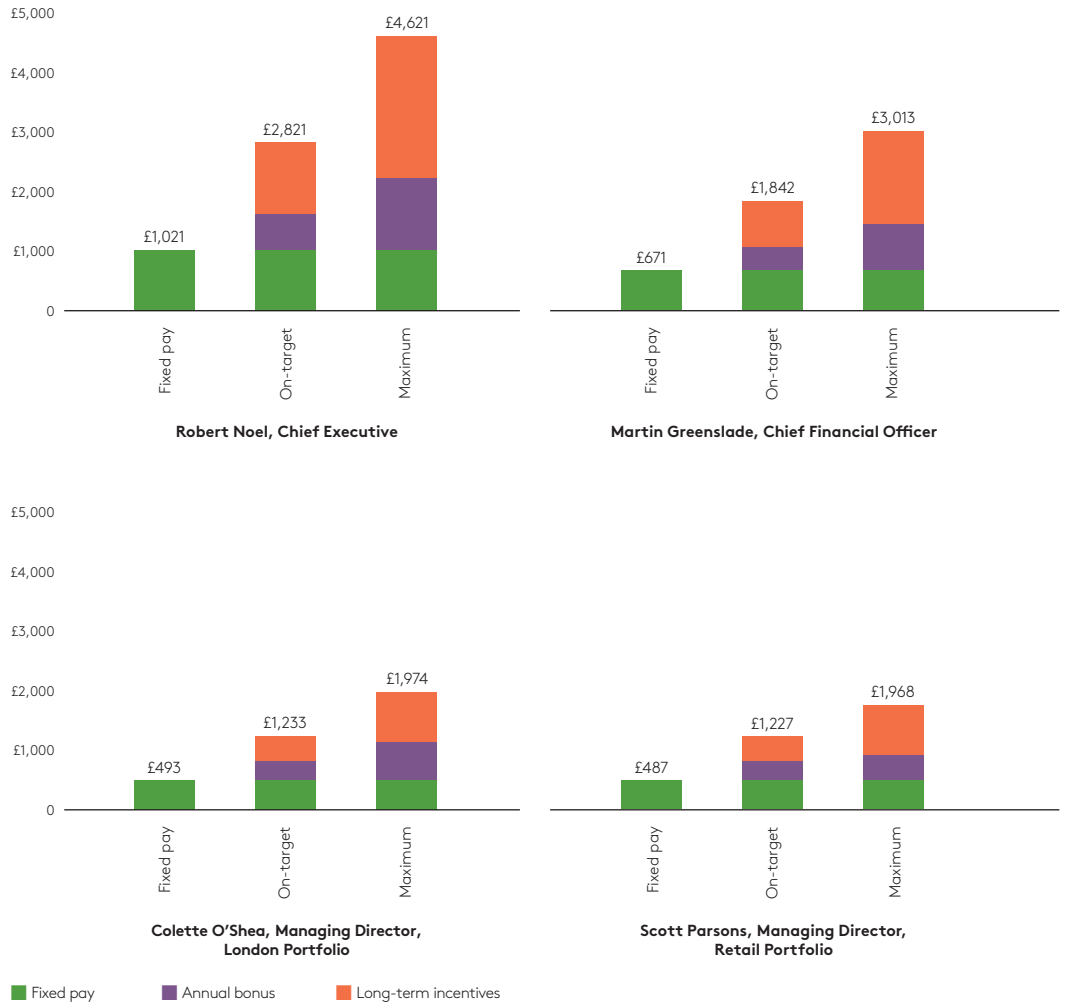 £5,000
£4,000
£3,000
£2,000
£1,000
0
£1,021
£2,821
£4,621
Fixed pay
On-target
Maximum
Robert Noel, Chief Executive
£671
£1,842
£3,013
Fixed pay
On-target
Maximum
Martin Greenslade, Chief Financial Officer
£5,000
£4,000
£3,000
£2,000
£1,000
0
£493
£1,233
£1,974
Fixed pay
On-target
Maximum
Colette O’Shea, Managing Director,
London Portfolio
£487
£1,227
£1,968
Fixed pay
On-target
Maximum
Scott Parsons, Managing Director,
Retail Portfolio
Fixed pay
Annual bonus
Long-term incentives